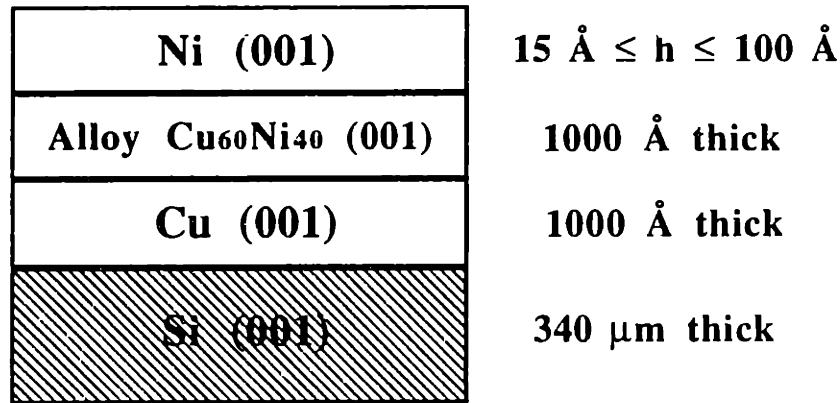 Ni (001) 15 Å ≤ h ≤ 100 Å
Alloy Cu60Ni40 (001) 1000 Å thick
Cu (001) 1000 Å thick
Si (001) 340 μm thick